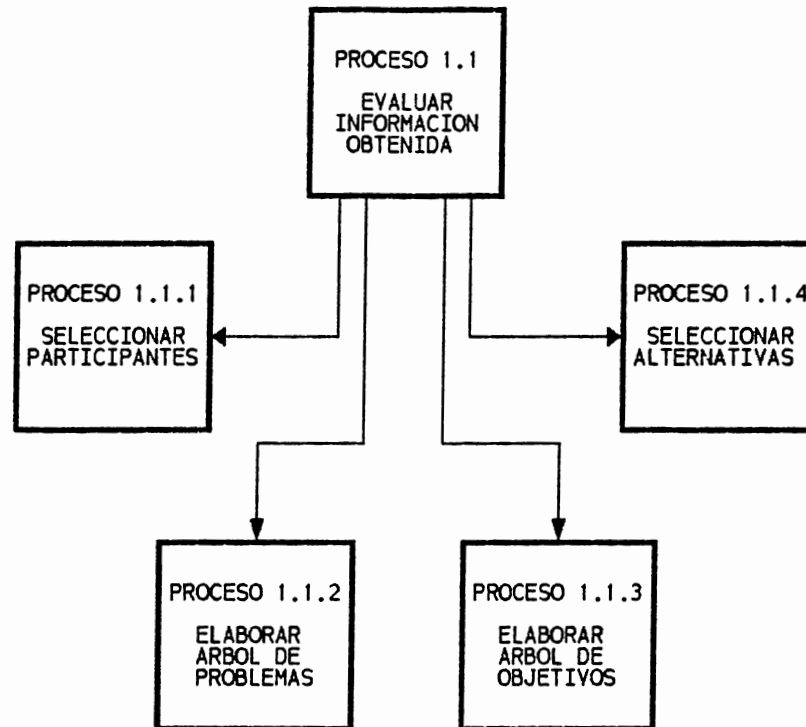 PROCESO 1.1
EVALUAR
INFORMACION
OBTENIDA
PROCESO 1.1.1
SELECCIONAR
PARTICIPANTES
PROCESO 1.1.4
SELECCIONAR
ALTERNATIVAS
PROCESO 1.1.2
ELABORAR
ARBOL DE
PROBLEMAS
PROCESO 1.1.3
ELABORAR
ARBOL DE
OBJETIVOS